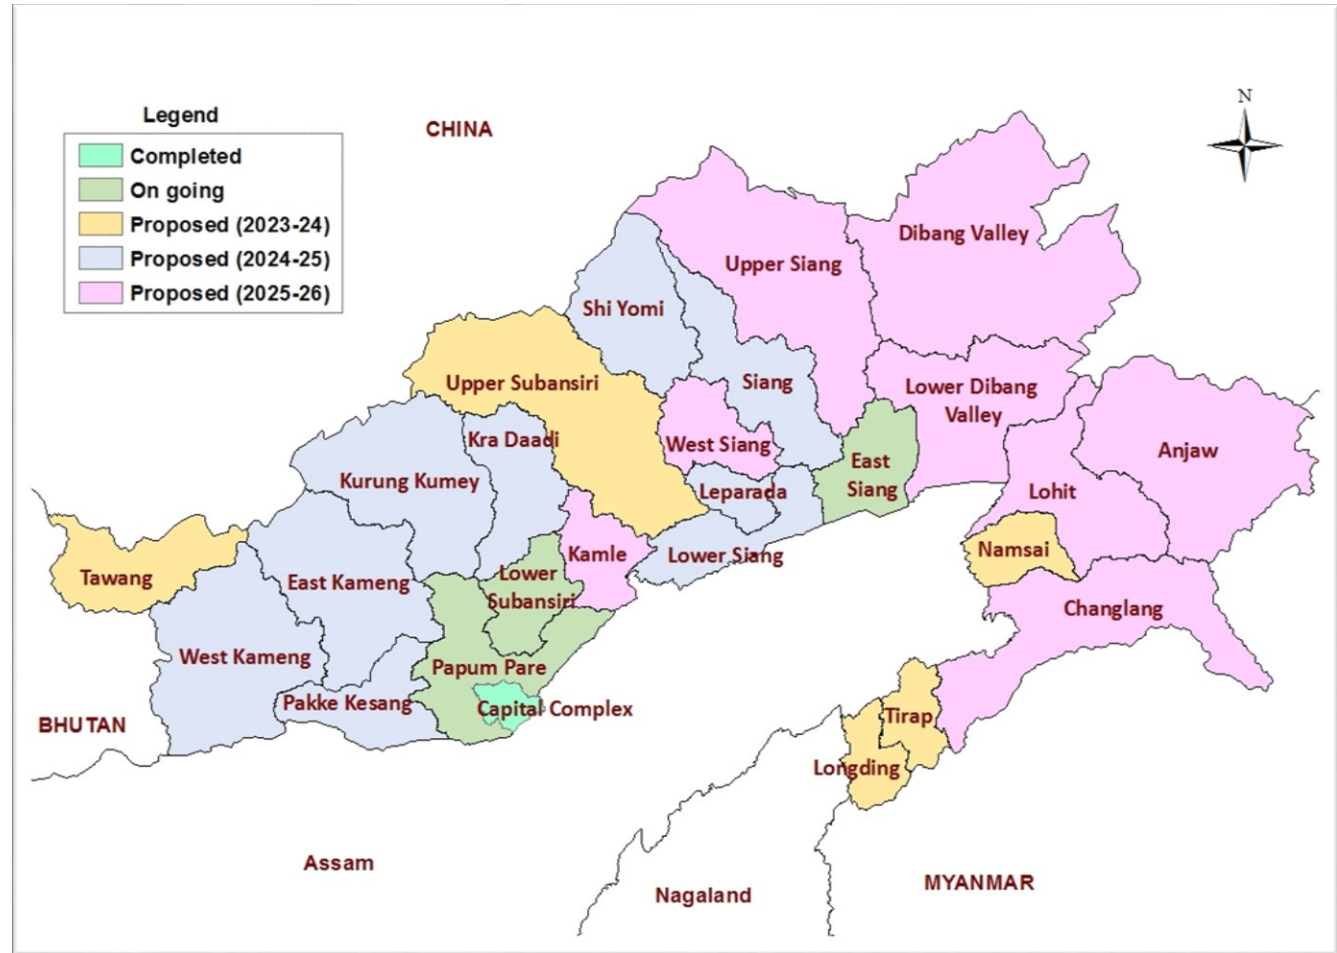 Legend
Completed
On going
Proposed (2023-24)
Proposed (2024-25)
Proposed (2025-26)
N
CHINA
Dibang Valley
Upper Siang
Shi Yomi
Upper Subansiri
Siang
Lower Dibang
Valley
Kra Daadi
West Siang
Anjaw
East
Siang
Kurung Kumey
Leparada
Lohit
Namsai
Kamle
Lower Siang
Tawang
East Kameng
Lower
Subansiri
Changlang
West Kameng
Papum Pare
Pakke Kesang
Capital Complex
Tirap
BHUTAN
Longding
Assam
Nagaland
MYANMAR